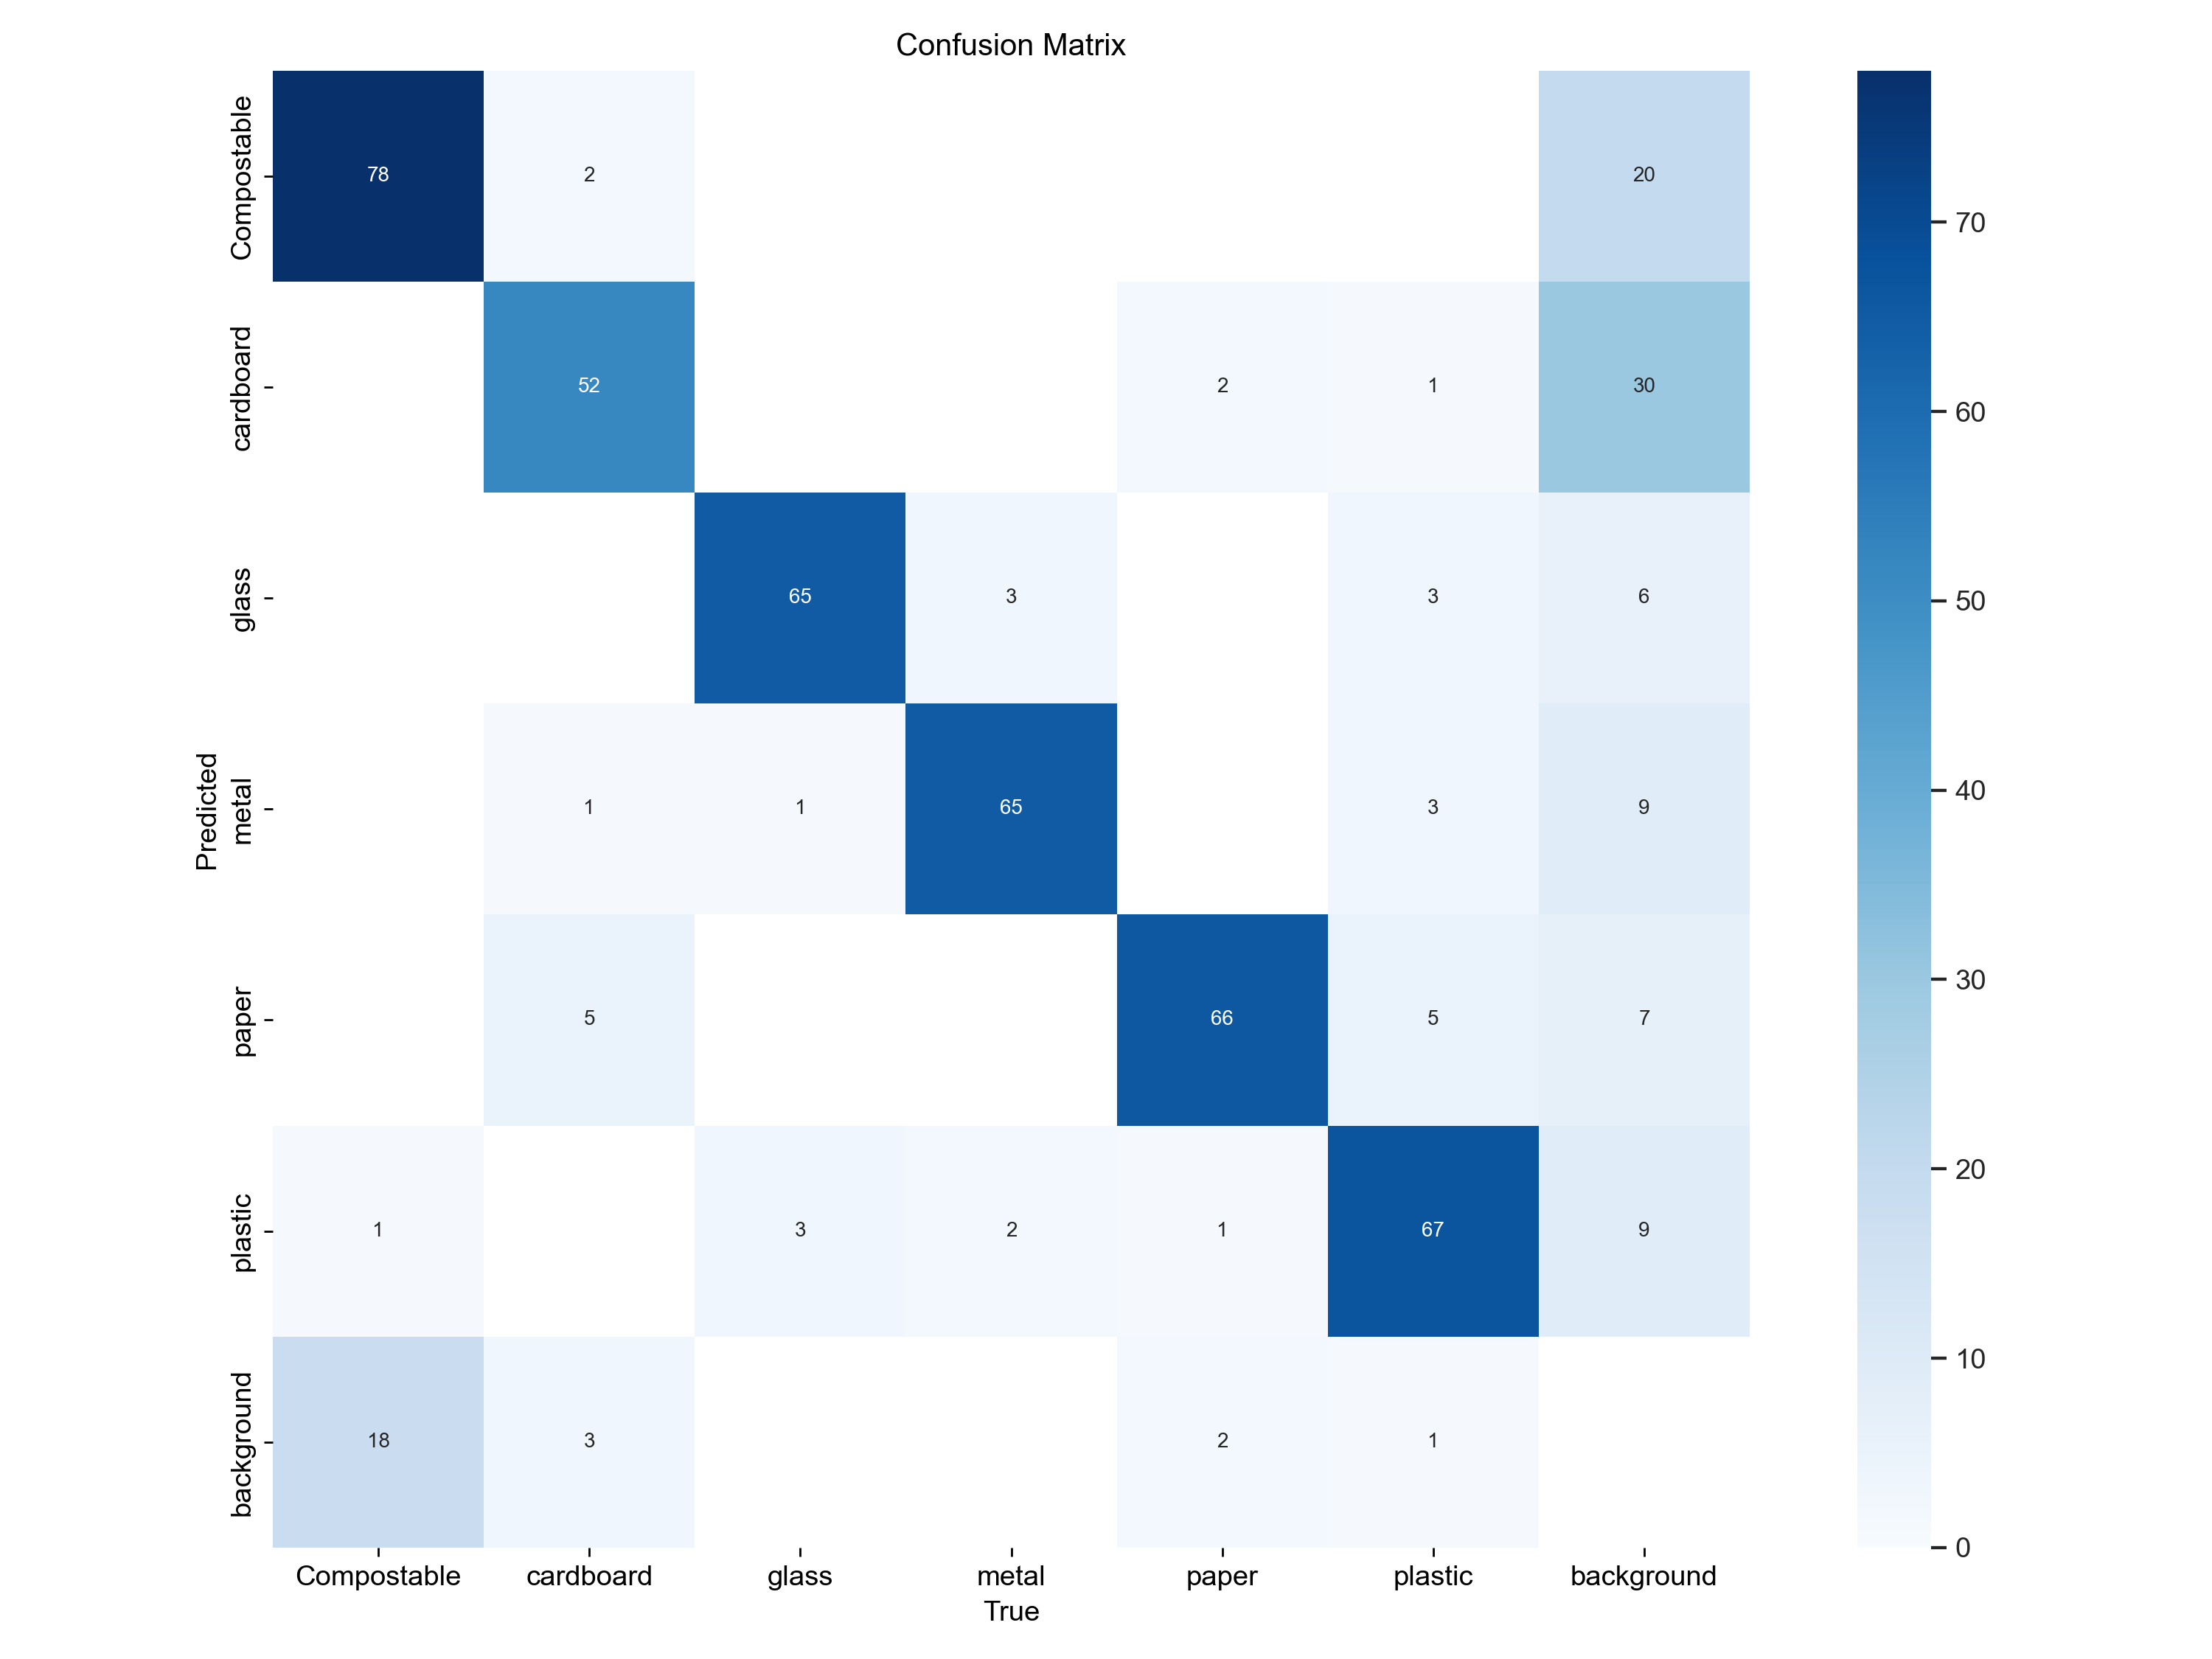 Confusion Matrix
Compostable 78 2 20
cardboard 52 2 1 30
glass 65 3 3 6
metal 1 1 65 3 9
paper 5 66 5 7
plastic 1 3 2 1 67 9
background 18 3 2 1
Predicted
Compostable cardboard glass metal paper plastic background
True
70
60
50
40
30
20
10
0